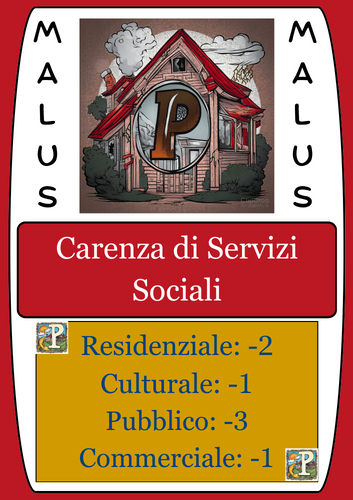 MALUS
MALUS
P
Carenza di Servizi
Sociali
P
Residenziale: -2
Culturale: -1
Pubblico: -3
Commerciale: -1
P